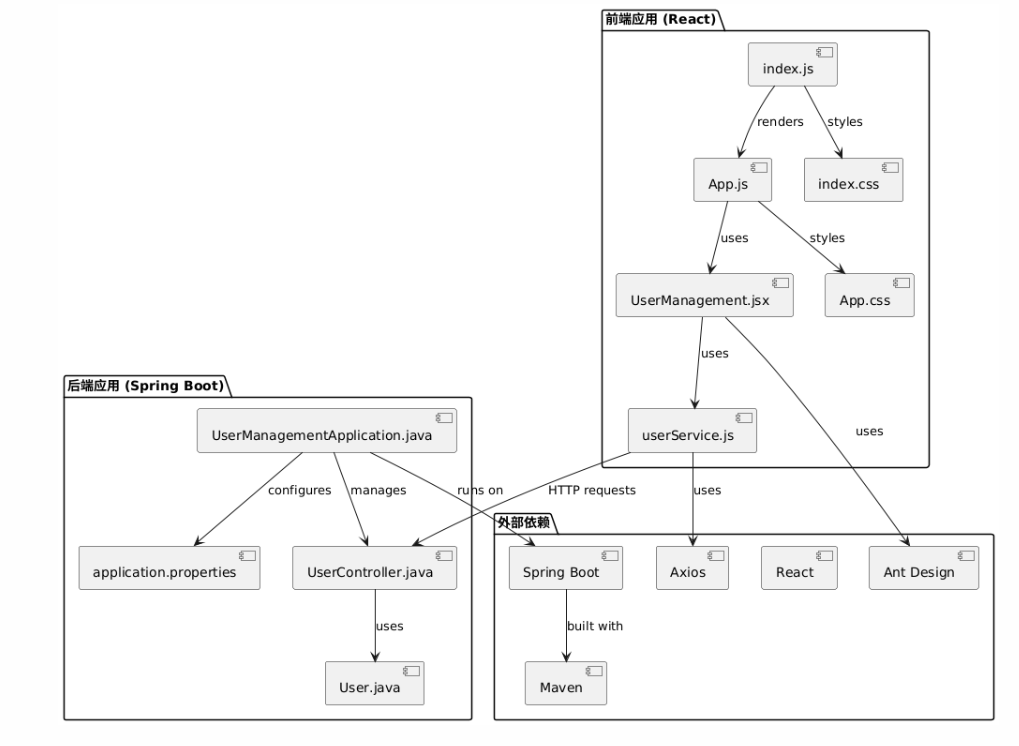 前端应用 (React)
index.js
renders
styles
App.js
index.css
uses
styles
UserManagement.jsx
App.css
uses
uses
userService.js
后端应用 (Spring Boot)
UserManagementApplication.java
configures
manages
runs on
HTTP requests
uses
外部依赖
application.properties
UserController.java
Spring Boot
Axios
React
Ant Design
uses
built with
User.java
Maven